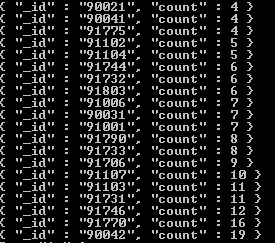 { "_id" : "90021", "count" : 4 }
{ "_id" : "90041", "count" : 4 }
{ "_id" : "91775", "count" : 4 }
{ "_id" : "91102", "count" : 5 }
{ "_id" : "91104", "count" : 5 }
{ "_id" : "91744", "count" : 6 }
{ "_id" : "91732", "count" : 6 }
{ "_id" : "91803", "count" : 6 }
{ "_id" : "91006", "count" : 7 }
{ "_id" : "90031", "count" : 7 }
{ "_id" : "91001", "count" : 7 }
{ "_id" : "91790", "count" : 8 }
{ "_id" : "91733", "count" : 8 }
{ "_id" : "91706", "count" : 9 }
{ "_id" : "91107", "count" : 10 }
{ "_id" : "91103", "count" : 11 }
{ "_id" : "91731", "count" : 11 }
{ "_id" : "91746", "count" : 12 }
{ "_id" : "91770", "count" : 16 }
{ "_id" : "90042", "count" : 19 }